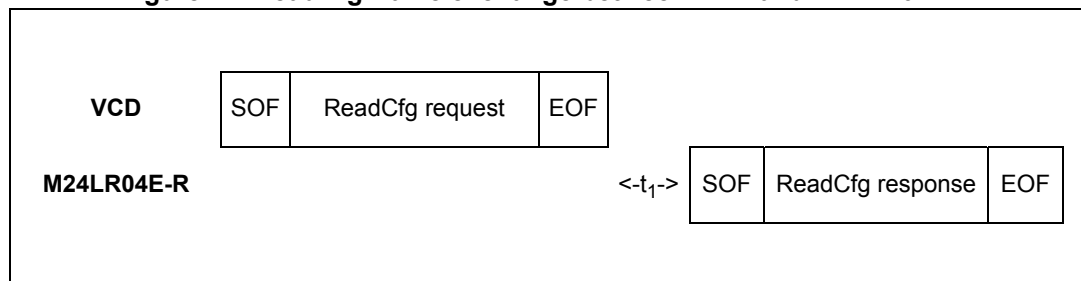 VCD SOF ReadCfg request EOF
M24LR04E-R <-t1-> SOF ReadCfg response EOF